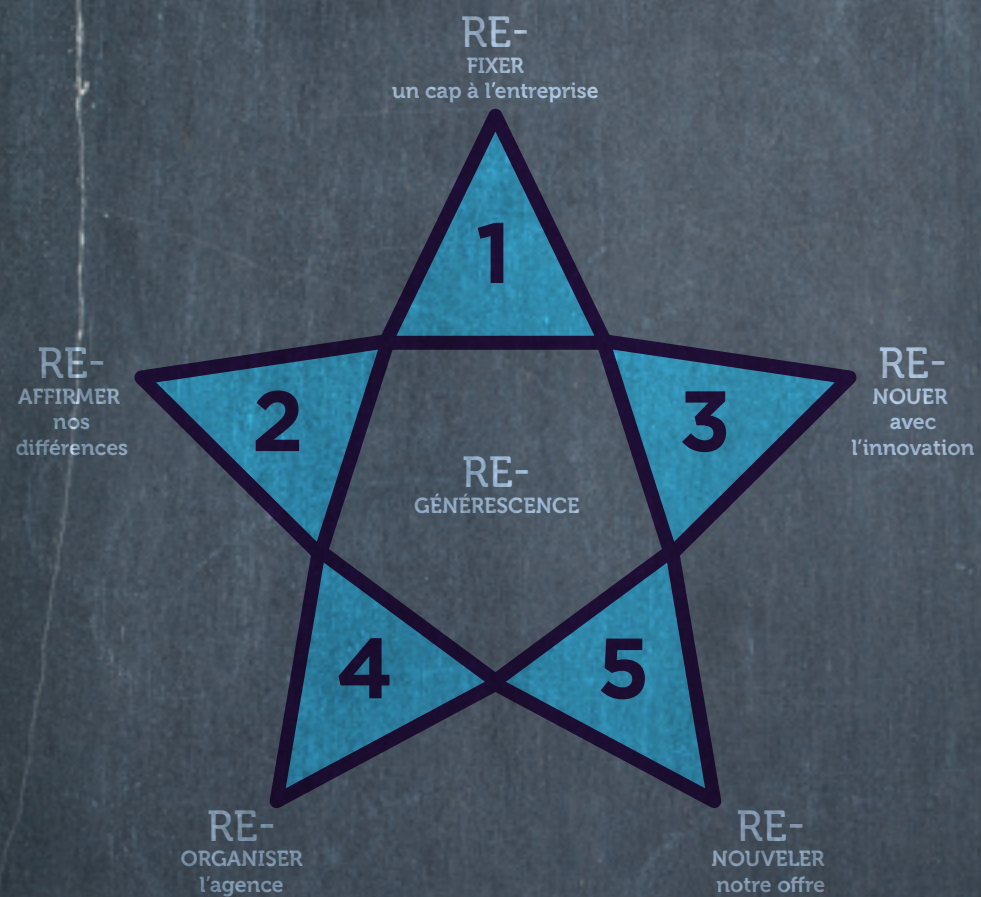 RE-
FIXER
un cap à l'entreprise
1
RE-
AFFIRMER
nos
différences
2
3
RE-
NOUER
avec
l'innovation
RE-
GÉNÉRESCENCE
4
5
RE-
ORGANISER
l'agence
RE-
NOUVELER
notre offre